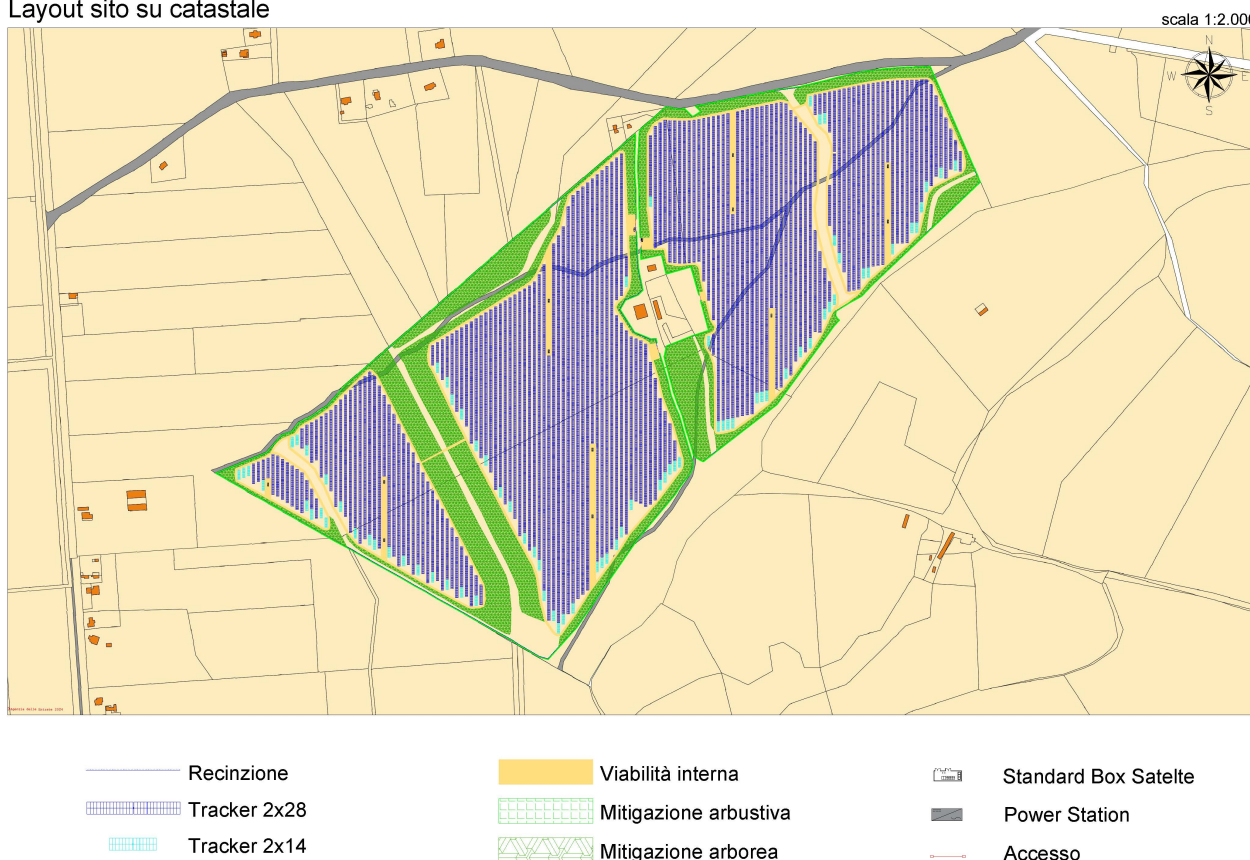 Layout sito su catastale
scala 1:2.000
N
W
E
S
Recinzione
Viabilità interna
Standard Box Satelte
Tracker 2x28
Mitigazione arbustiva
Power Station
Tracker 2x14
Mitigazione arborea
Accesso